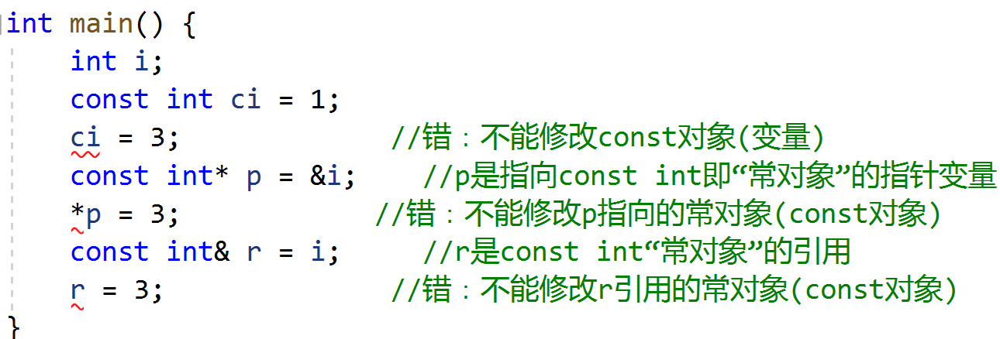 int main() {
int i;
const int ci = 1;
ci = 3; //错：不能修改const对象(变量)
const int* p = &i; //p是指向const int即“常对象”的指针变量
*p = 3; //错：不能修改p指向的常对象(const对象)
const int& r = i; //r是const int“常对象”的引用
r = 3; //错：不能修改r引用的常对象(const对象)
}